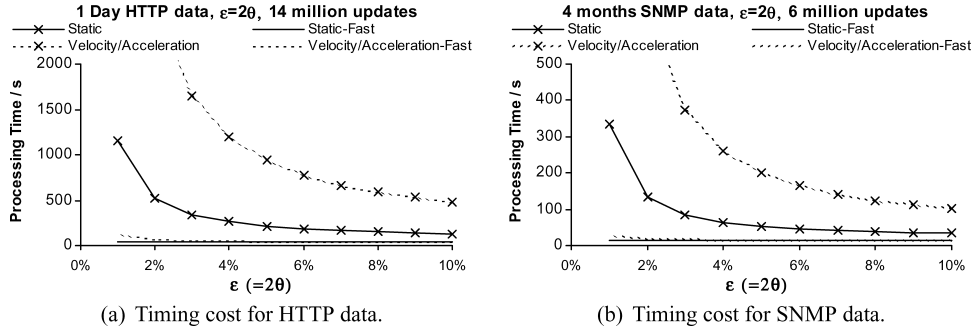 1 Day HTTP data, ε=2θ, 14 million updates
Static
Static-Fast
Velocity/Acceleration
Velocity/Acceleration-Fast
Processing Time / s
2000
1500
1000
500
0
0%
2%
4%
6%
8%
10%
ε (=2θ)
(a) Timing cost for HTTP data.
4 months SNMP data, ε=2θ, 6 million updates
Static
Static-Fast
Velocity/Acceleration
Velocity/Acceleration-Fast
Processing Time / s
500
400
300
200
100
0
0%
2%
4%
6%
8%
10%
ε (=2θ)
(b) Timing cost for SNMP data.